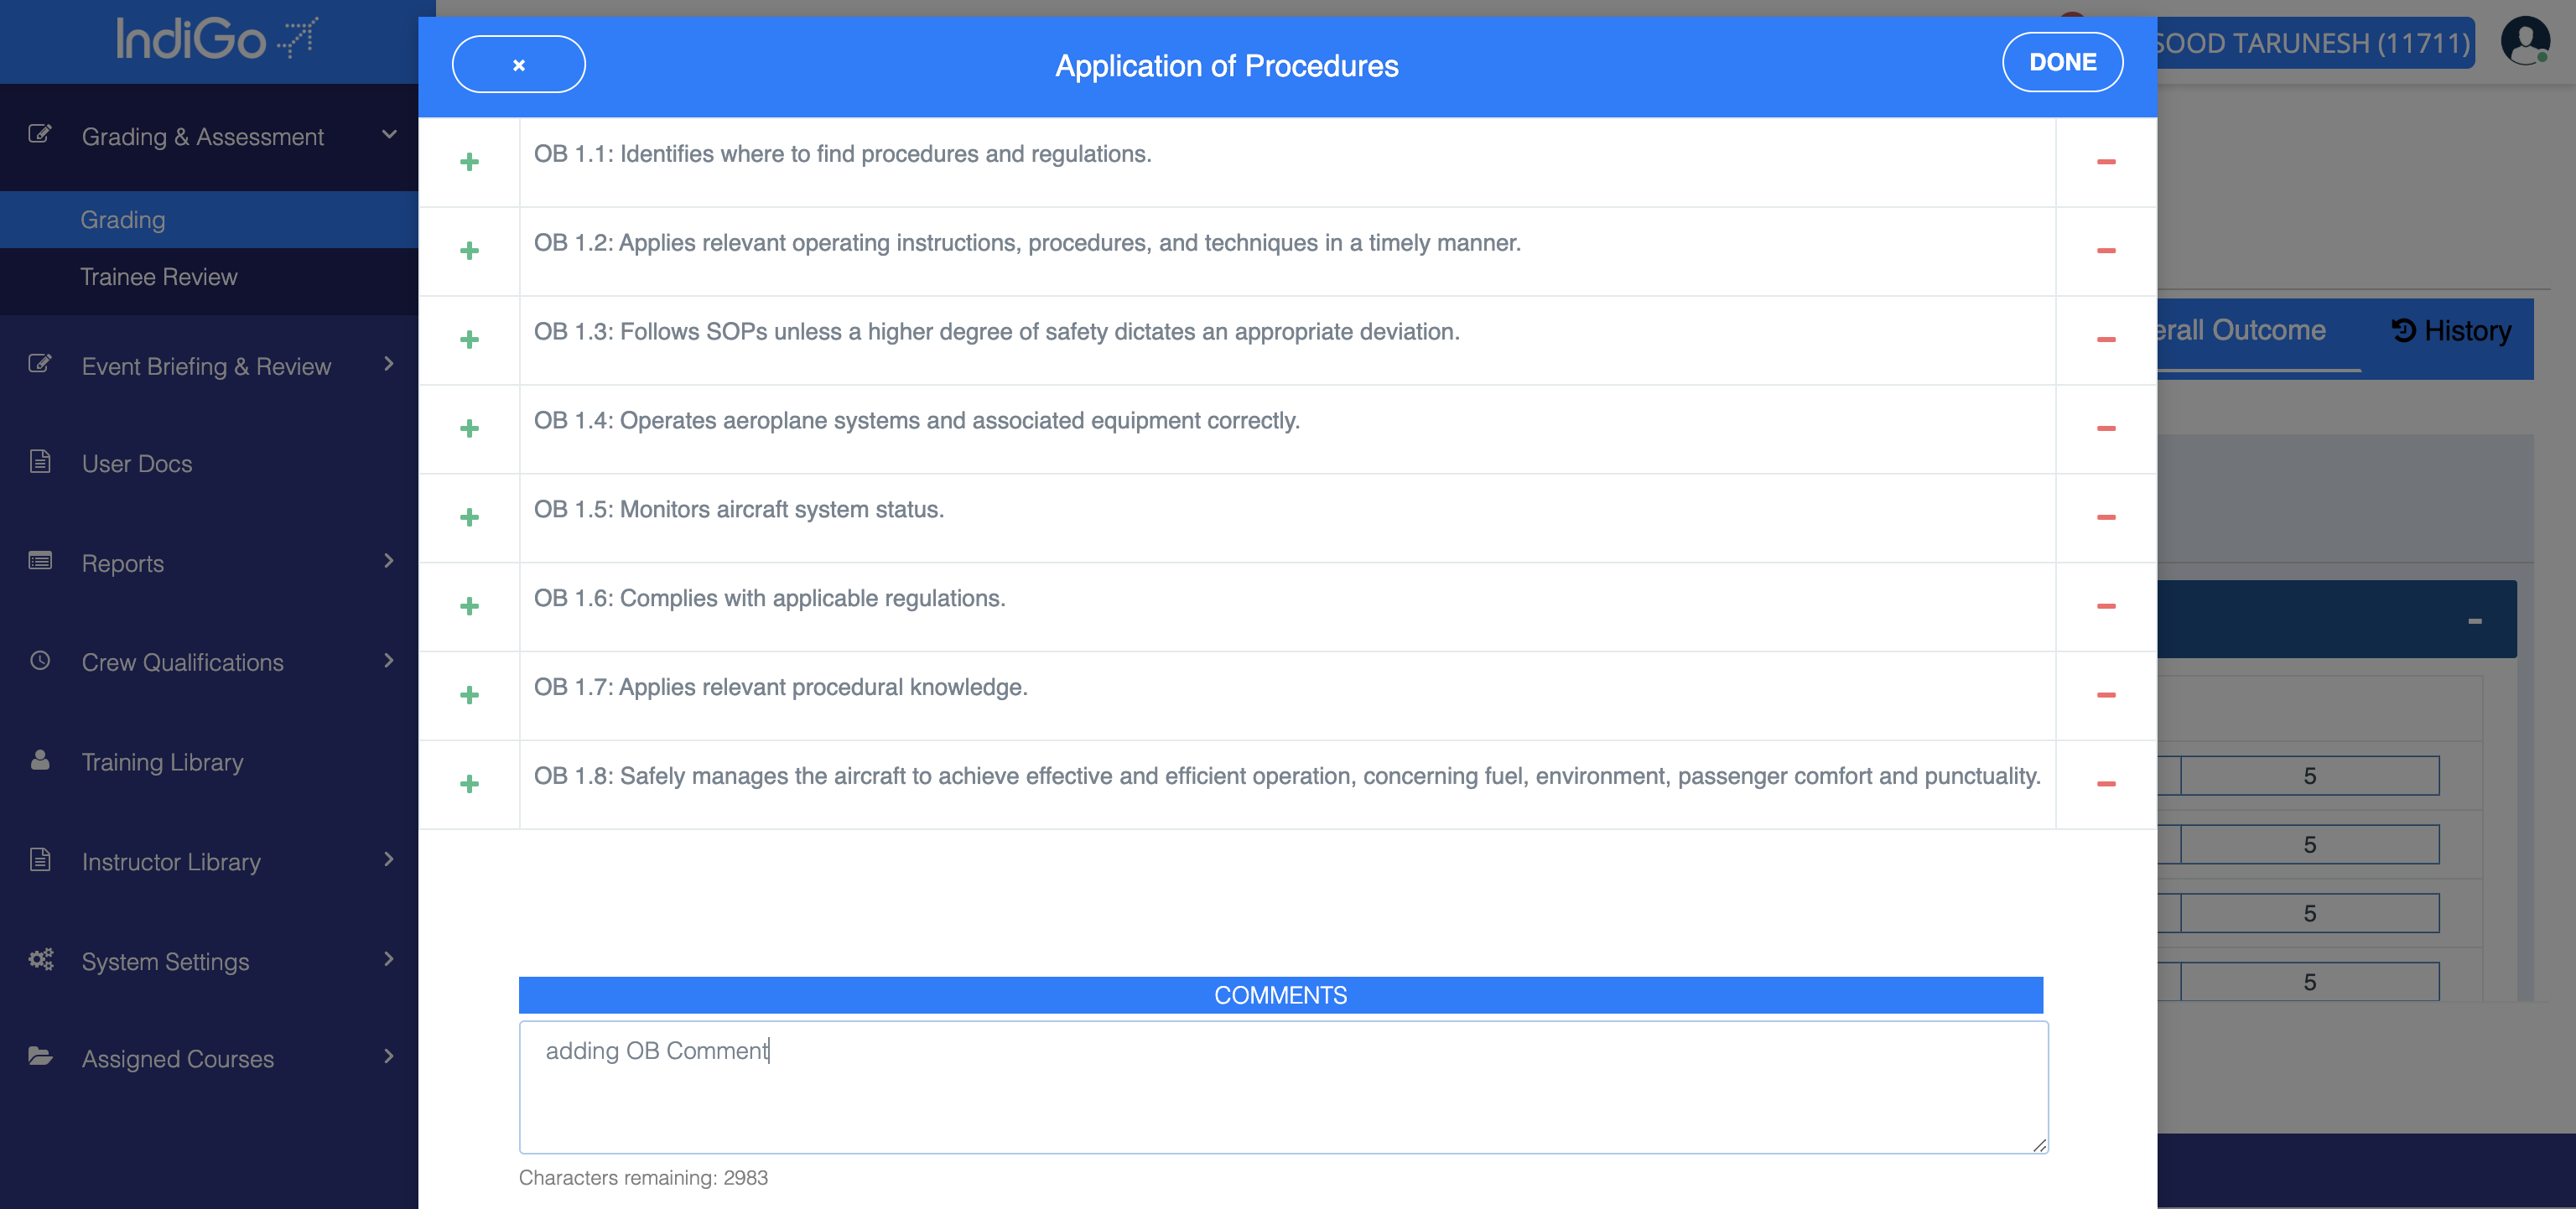 IndiGo
× Application of Procedures DONE
SOOD TARUNESH (11711)
Grading & Assessment
Grading
Trainee Review
Event Briefing & Review
User Docs
Reports
Crew Qualifications
Training Library
Instructor Library
System Settings
Assigned Courses
+ OB 1.1: Identifies where to find procedures and regulations. −
+ OB 1.2: Applies relevant operating instructions, procedures, and techniques in a timely manner. −
+ OB 1.3: Follows SOPs unless a higher degree of safety dictates an appropriate deviation. −
+ OB 1.4: Operates aeroplane systems and associated equipment correctly. −
+ OB 1.5: Monitors aircraft system status. −
+ OB 1.6: Complies with applicable regulations. −
+ OB 1.7: Applies relevant procedural knowledge. −
+ OB 1.8: Safely manages the aircraft to achieve effective and efficient operation, concerning fuel, environment, passenger comfort and punctuality. −
COMMENTS
adding OB Comment
Characters remaining: 2983
erall Outcome History
5
5
5
5